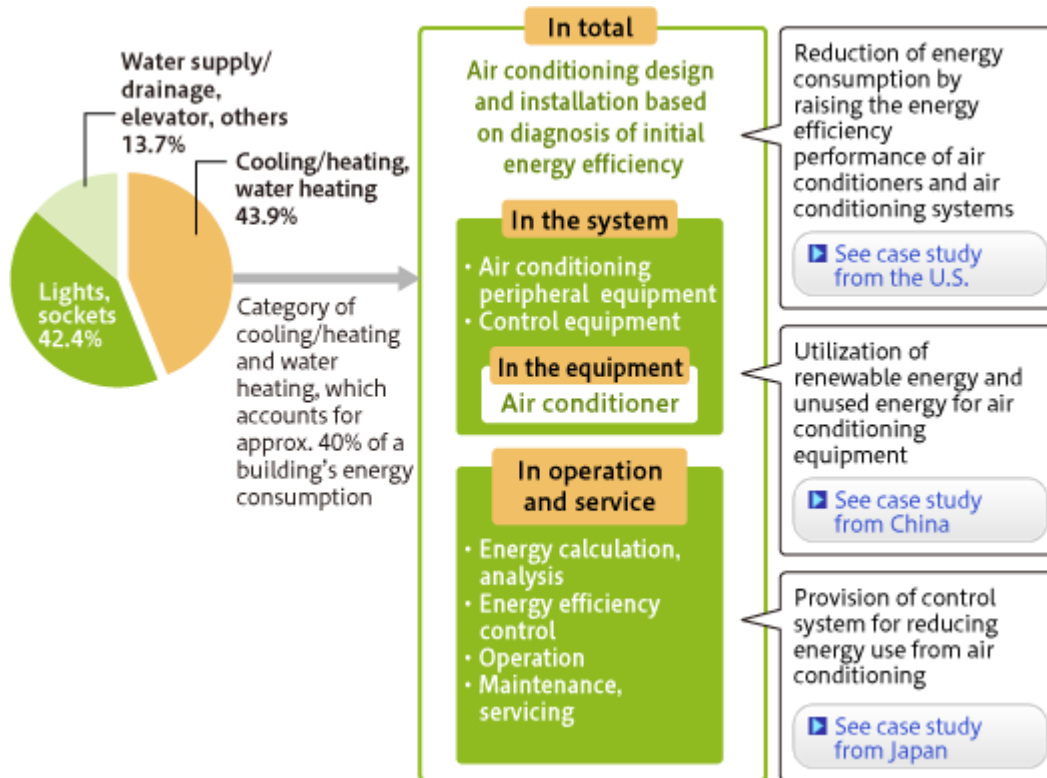 Water supply/
drainage,
elevator, others
13.7%
Cooling/heating,
water heating
43.9%
Lights,
sockets
42.4%
Category of
cooling/heating
and water
heating, which
accounts for
approx. 40% of a
building's energy
consumption
In total
Air conditioning design
and installation based
on diagnosis of initial
energy efficiency
In the system
・Air conditioning
peripheral equipment
・Control equipment
In the equipment
Air conditioner
In operation
and service
・Energy calculation,
analysis
・Energy efficiency
control
・Operation
・Maintenance,
servicing
Reduction of energy
consumption by
raising the energy
efficiency
performance of air
conditioners and air
conditioning systems
See case study
from the U.S.
Utilization of
renewable energy and
unused energy for air
conditioning
equipment
See case study
from China
Provision of control
system for reducing
energy use from air
conditioning
See case study
from Japan